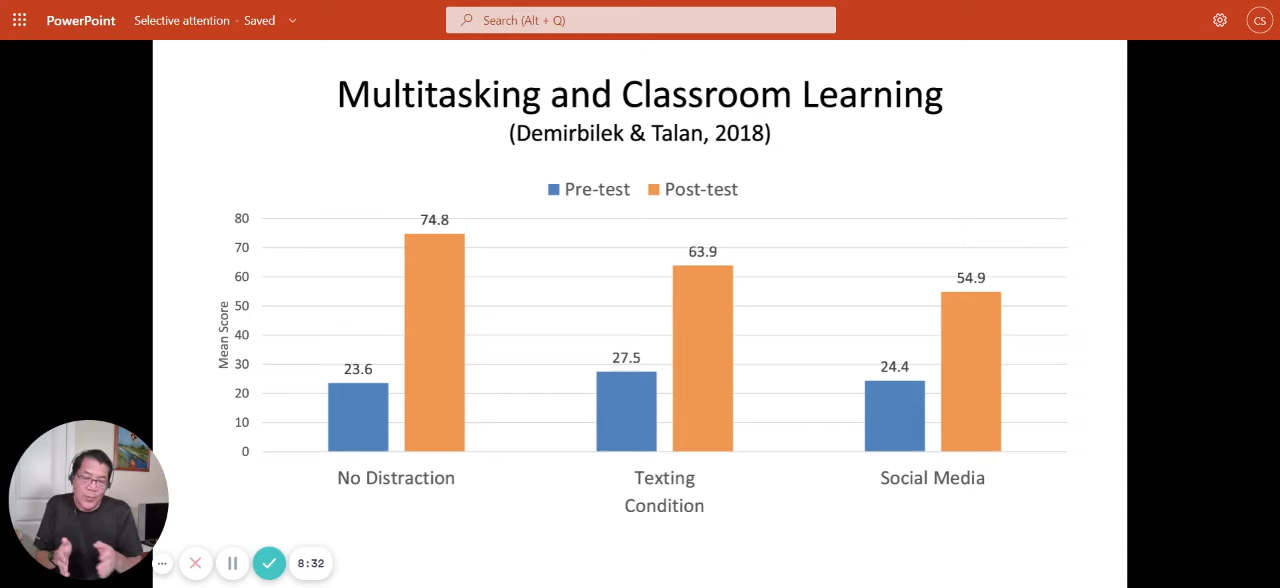 PowerPoint Selective attention - Saved Search (Alt + Q) CS
Multitasking and Classroom Learning
(Demirbilek & Talan, 2018)
Pre-test Post-test
80
70
60
50
40
30
20
10
0
Mean Score
74.8
63.9
54.9
23.6
27.5
24.4
No Distraction Texting Social Media
Condition
8:32